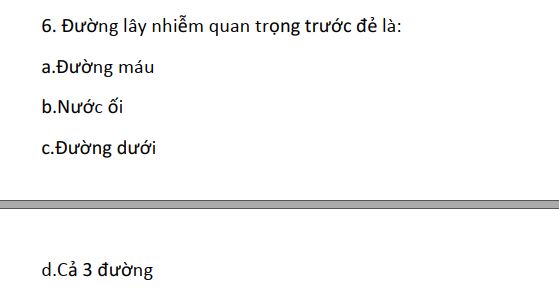 6. Đường lây nhiễm quan trọng trước đẻ là:
a.Đường máu
b.Nước ối
c.Đường dưới
d.Cả 3 đường